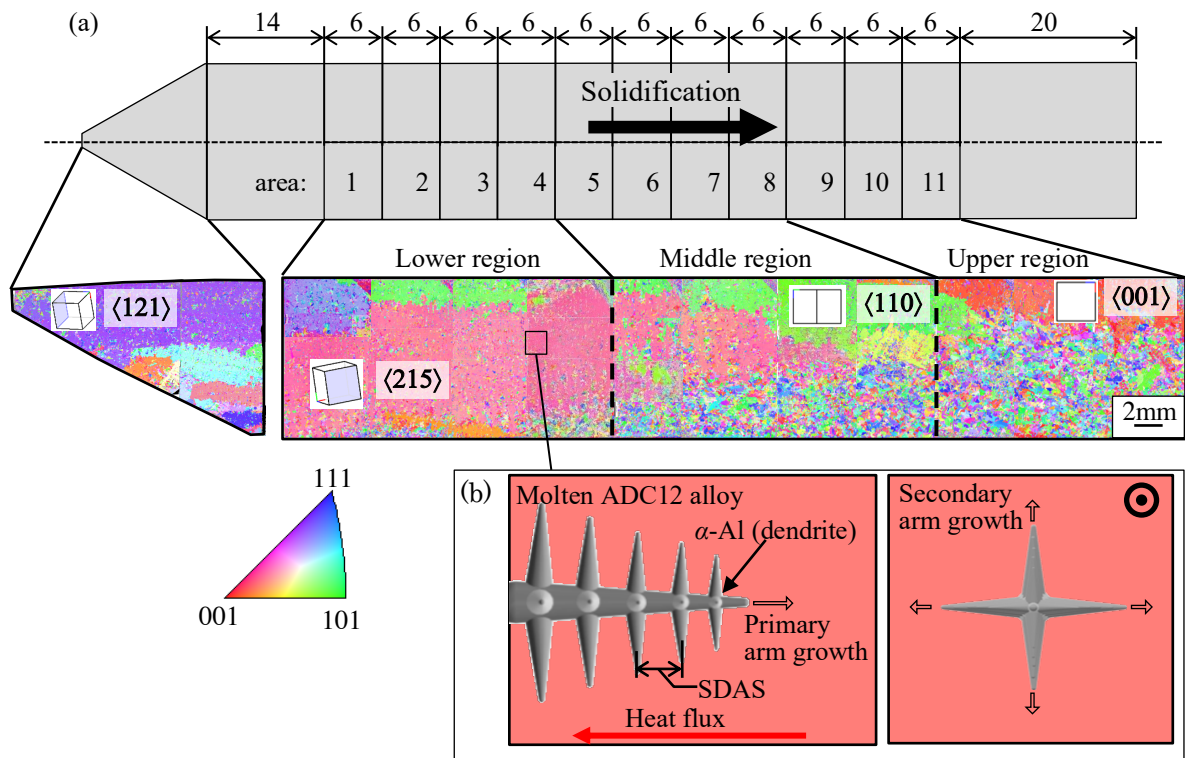 (a)
14 6 6 6 6 6 6 6 6 6 6 6 20
Solidification
area: 1 2 3 4 5 6 7 8 9 10 11
Lower region Middle region Upper region
⟨121⟩ ⟨110⟩ ⟨001⟩
⟨215⟩
2mm
111
001 101
(b)
Molten ADC12 alloy
α-Al (dendrite)
Primary
arm growth
SDAS
Heat flux
Secondary
arm growth